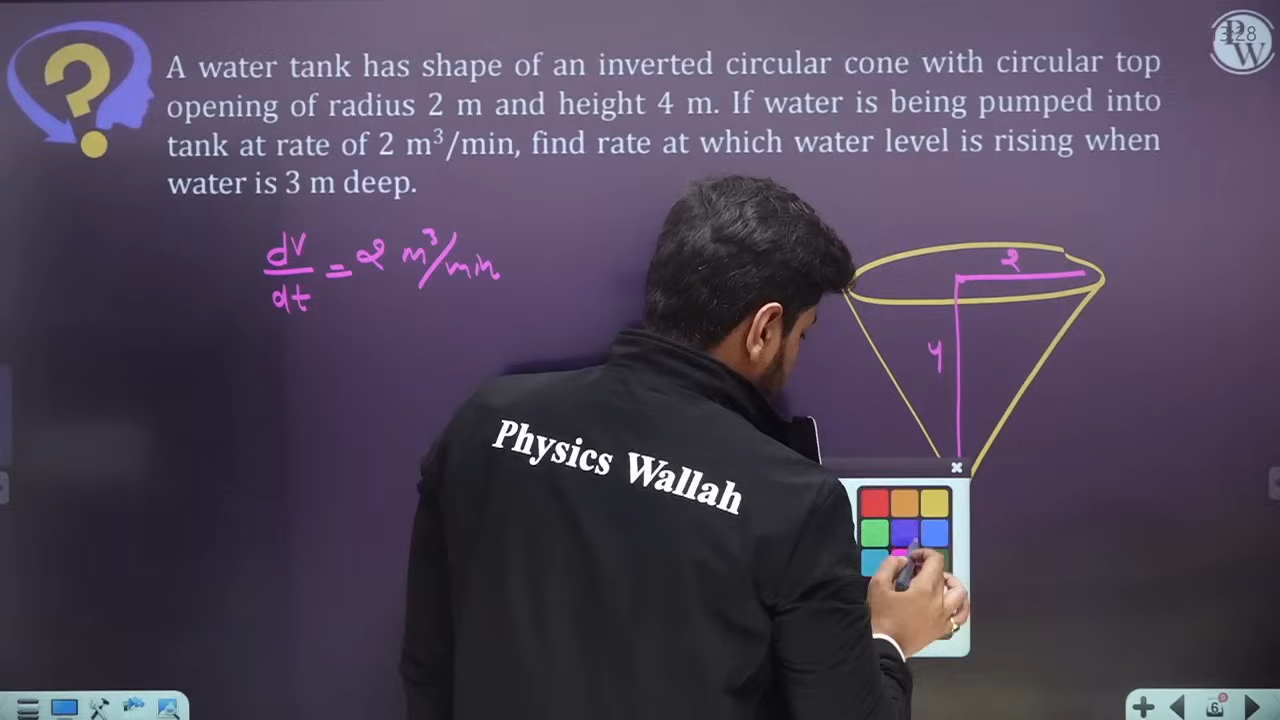 A water tank has shape of an inverted circular cone with circular top
opening of radius 2 m and height 4 m. If water is being pumped into
tank at rate of 2 m³/min, find rate at which water level is rising when
water is 3 m deep.
dV/dt = 2 m³/min
2
4
Physics Wallah
PW
6